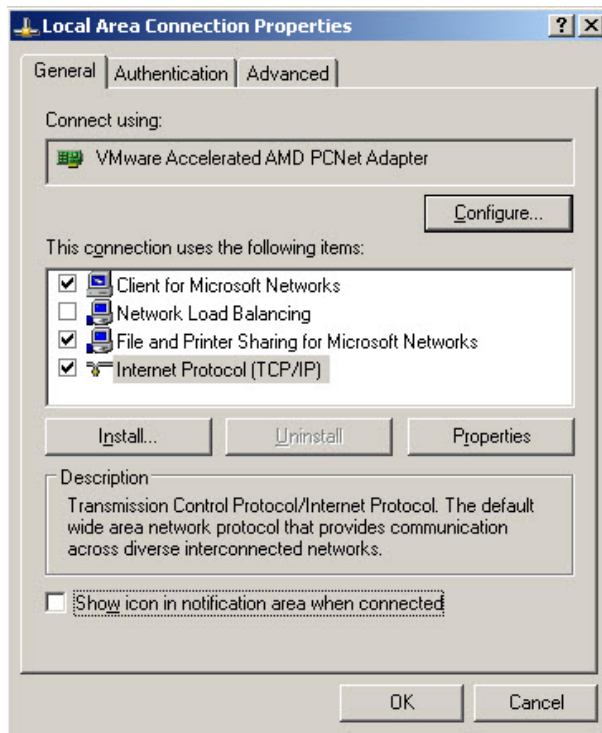 Local Area Connection Properties
General Authentication Advanced
Connect using:
VMware Accelerated AMD PCNet Adapter
Configure...
This connection uses the following items:
Client for Microsoft Networks
Network Load Balancing
File and Printer Sharing for Microsoft Networks
Internet Protocol (TCP/IP)
Install... Uninstall Properties
Description
Transmission Control Protocol/Internet Protocol. The default
wide area network protocol that provides communication
across diverse interconnected networks.
Show icon in notification area when connected
OK Cancel